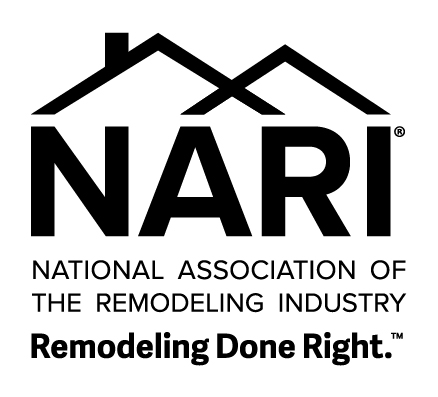 NARI®
NATIONAL ASSOCIATION OF
THE REMODELING INDUSTRY
Remodeling Done Right.™